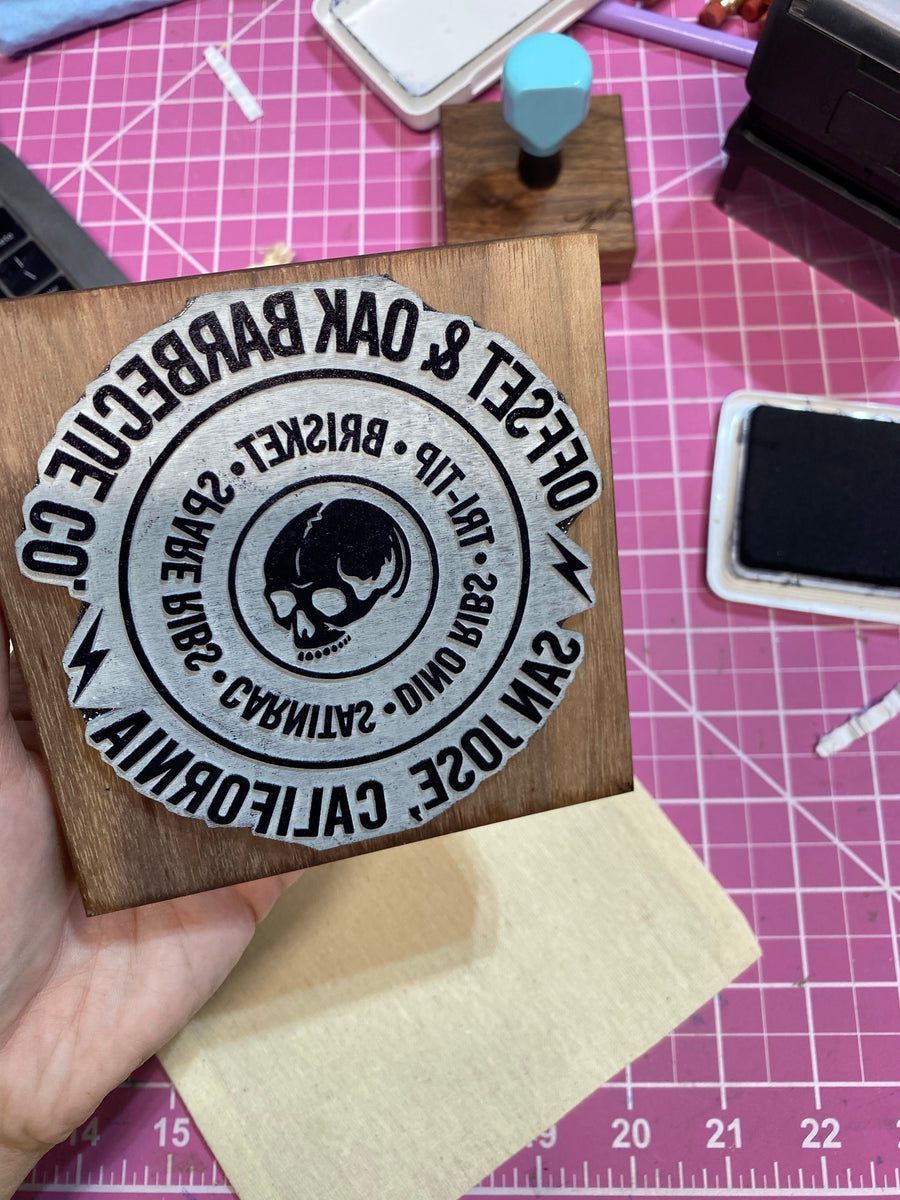 OFFSET & OAK BARBECUE CO.
BRISKET • TRI-TIP • DINO RIBS • CARNITAS • SPARE RIBS •
SAN JOSE, CALIFORNIA
15
20
21
22